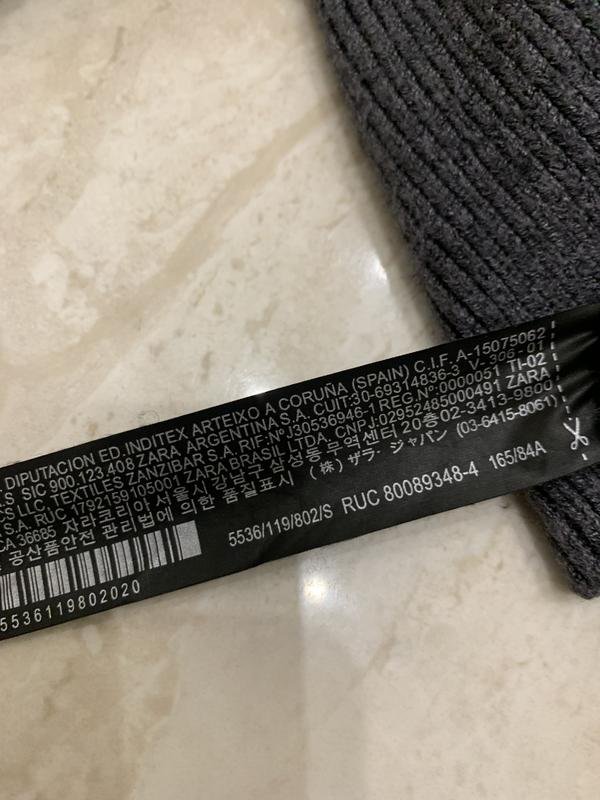 DIPUTACION ED. INDITEX, ARTEIXO A CORUÑA (SPAIN) C.I.F. A-15075062
SIC 900.123.408 ZARA ARGENTINA S.A. CUIT:30-69314836-3 V-306-01
LLC, TEXTILES ZANZIBAR S.A. RIF: Nº J30536946-1 REG.Nº:0000051 TI-02
C.A. RUC 1792159105001 ZARA BRASIL LTDA. CNPJ:02952485000491 ZARA
CA 36685 자라코리아 서울시 강남구 삼성동 무역센터 20층 02-3413-9800
공산품안전 관리법에 의한 품질표시 (株) ザラ・ジャパン (03-6415-8061)
5536/119/802/S RUC 80089348-4 165/84A
5536119802020